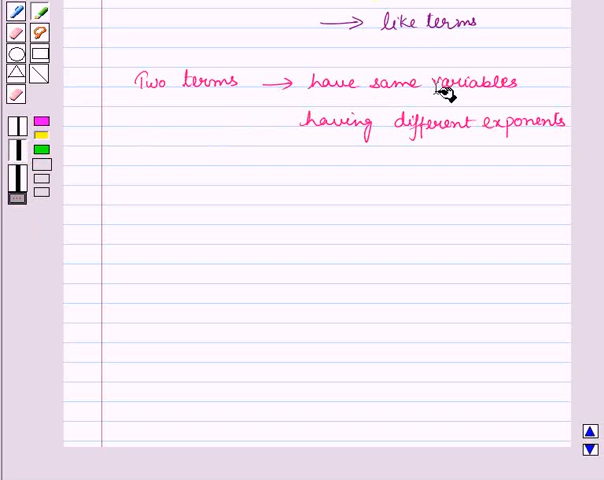 → like terms
Two terms → have same variables
having different exponents